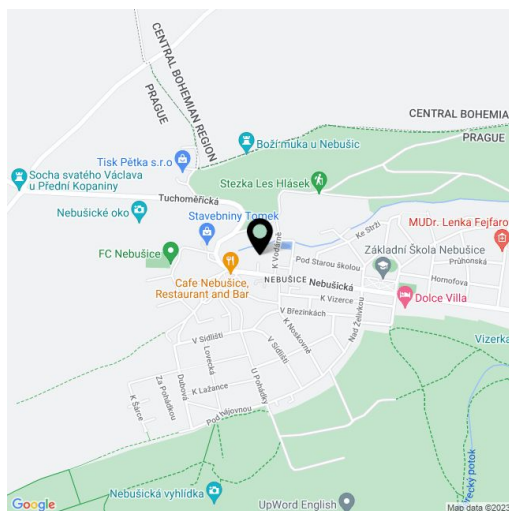 CENTRAL BOHEMIAN REGION
PRAGUE
CENTRAL BOHEMIA
PRAGUE
Boží muka u Nebušic
Tisk Pětka s.r.o
Socha svatého Václava
u Přední Kopaniny
Stezka Les Hlásek
Tuchoměřická
Nebušické oko
Stavebniny Tomek
MUDr. Lenka Fejfaro
Ke Strži
K Vodárně
FC Nebušice
Základní Škola Nebušice
Pod Starou školou
Průhonská
Cafe Nebušice,
Restaurant and Bar
NEBUŠICE
Nebušická
Hornofova
K Vizerce
Dolce Villa
V Březinkách
Nad Želivkou
K Noskovně
Vizerka
V Sídlišti
V Sídlišti
Lovecká
U Pohádky
Dubová
K Lažance
Za Pohádkou
K Šárce
Pod Hájovnou
Nebušická vyhlídka
UpWord English
ecký potok
Google
Map data ©2023